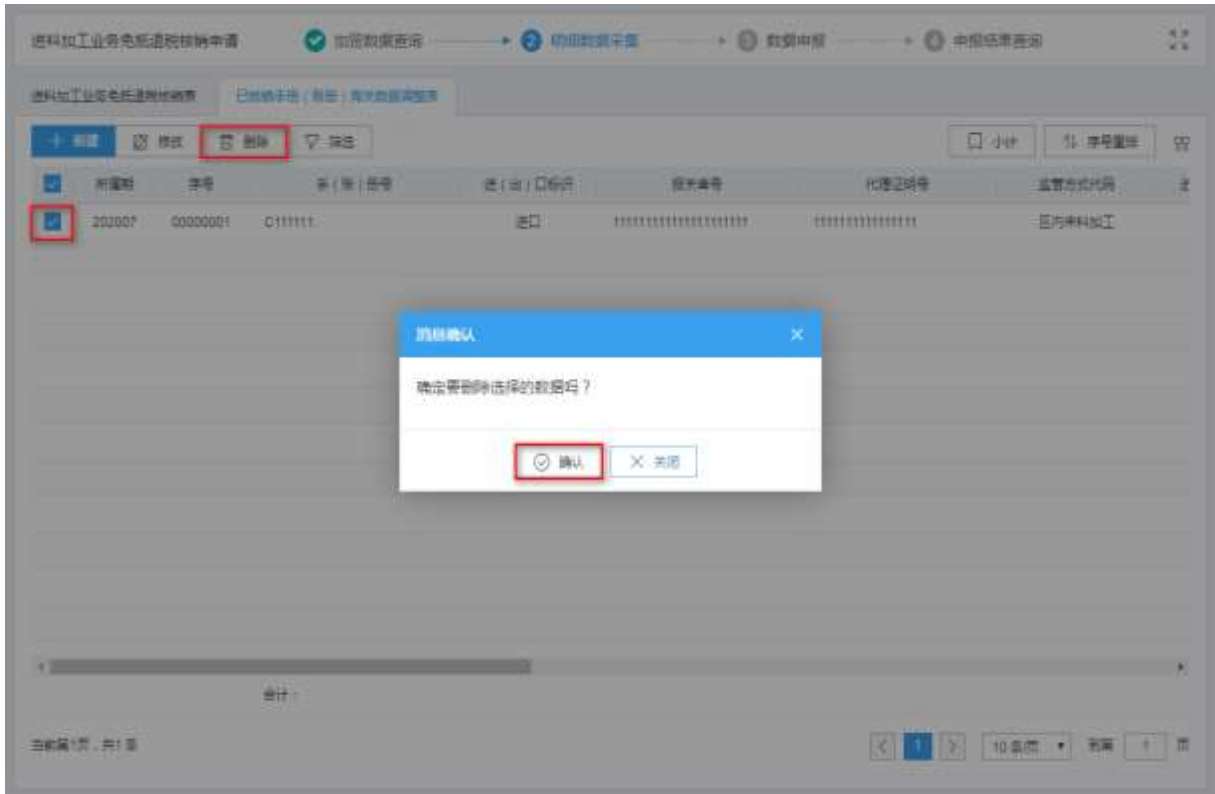 进料加工业务免抵退税核销申请 加密数据查询 2 明细数据采集 3 数据申报 4 申报结果查询
进料加工业务免抵退税核销表 已核销手册(账册)海关数据调整表
新建 修改 删除 筛选 小计 序号重排
所属期 序号 手(账)册号 进(出)口标识 报关单号 代理证明号 监管方式代码
202007 00000001 C111111 进口 区内来料加工
消息确认
确定要删除选择的数据吗?
确认 关闭
合计:
当前第1页,共1条 1 10条/页 到第 1 页